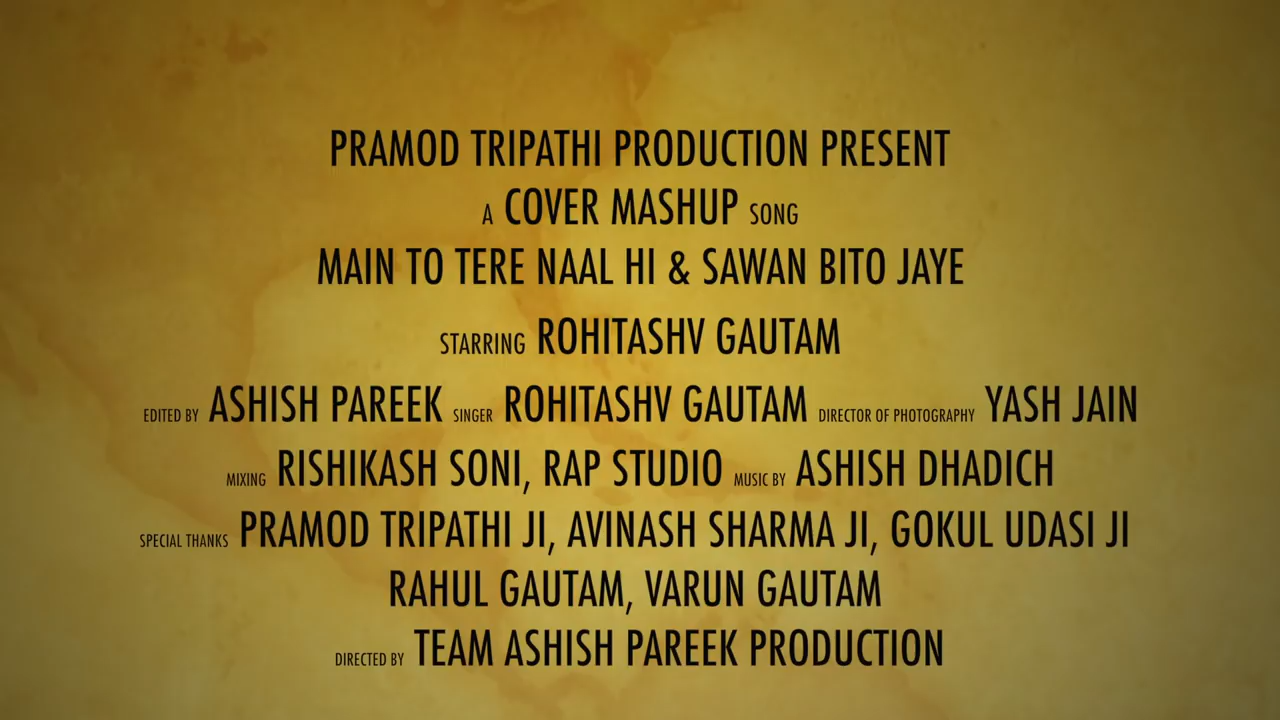 PRAMOD TRIPATHI PRODUCTION PRESENT
A COVER MASHUP SONG
MAIN TO TERE NAAL HI & SAWAN BITO JAYE
STARRING ROHITASHV GAUTAM
EDITED BY ASHISH PAREEK SINGER ROHITASHV GAUTAM DIRECTOR OF PHOTOGRAPHY YASH JAIN
MIXING RISHIKASH SONI, RAP STUDIO MUSIC BY ASHISH DHADICH
SPECIAL THANKS PRAMOD TRIPATHI JI, AVINASH SHARMA JI, GOKUL UDASI JI
RAHUL GAUTAM, VARUN GAUTAM
DIRECTED BY TEAM ASHISH PAREEK PRODUCTION